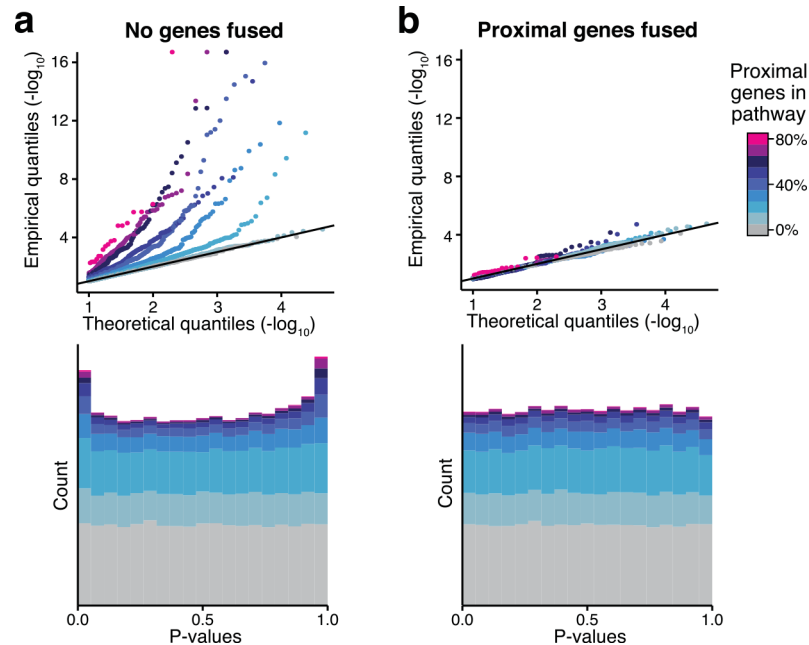 a
No genes fused
Empirical quantiles (-log10)
16
12
8
4
1
2
3
4
Theoretical quantiles (-log10)
Count
0.0
0.5
1.0
P-values
b
Proximal genes fused
Empirical quantiles (-log10)
16
12
8
4
1
2
3
4
Theoretical quantiles (-log10)
Count
0.0
0.5
1.0
P-values
Proximal
genes in
pathway
80%
40%
0%